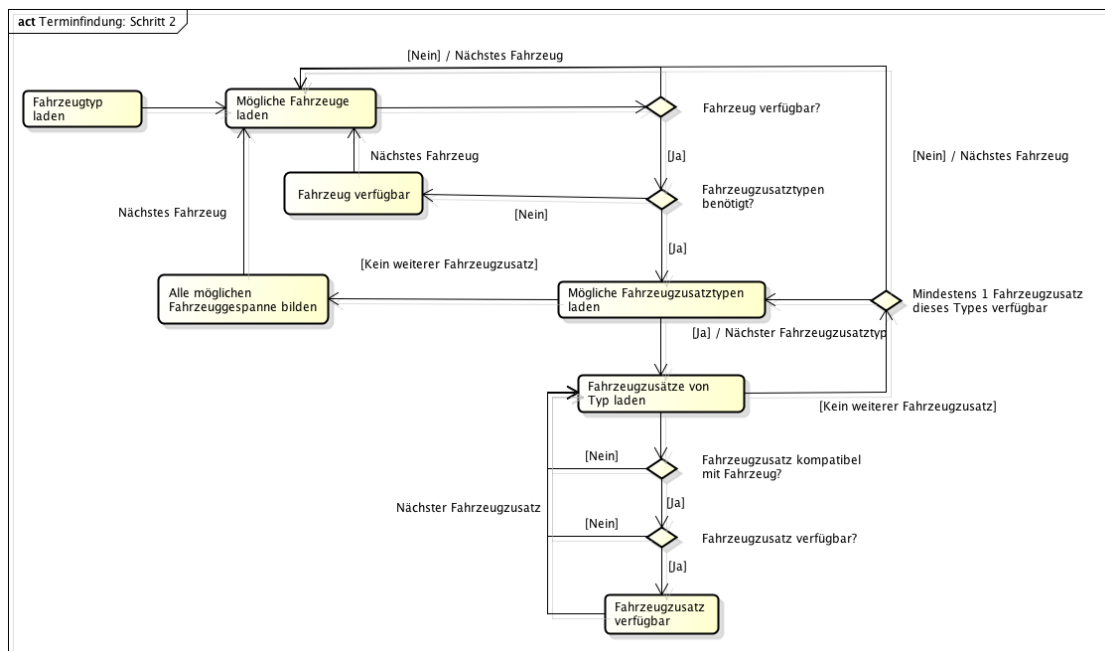 act Terminfindung: Schritt 2
[Nein] / Nächstes Fahrzeug
Fahrzeugtyp
laden
Mögliche Fahrzeuge
laden
Fahrzeug verfügbar?
Nächstes Fahrzeug
[Ja]
[Nein] / Nächstes Fahrzeug
Fahrzeug verfügbar
[Nein]
Fahrzeugzusatztypen
benötigt?
Nächstes Fahrzeug
[Ja]
[Kein weiterer Fahrzeugzusatz]
Alle möglichen
Fahrzeuggespanne bilden
Mögliche Fahrzeugzusatztypen
laden
Mindestens 1 Fahrzeugzusatz
dieses Types verfügbar
[Ja] / Nächster Fahrzeugzusatztyp
Fahrzeugzusätze von
Typ laden
[Kein weiterer Fahrzeugzusatz]
[Nein]
Fahrzeugzusatz kompatibel
mit Fahrzeug?
Nächster Fahrzeugzusatz
[Ja]
[Nein]
Fahrzeugzusatz verfügbar?
[Ja]
Fahrzeugzusatz
verfügbar